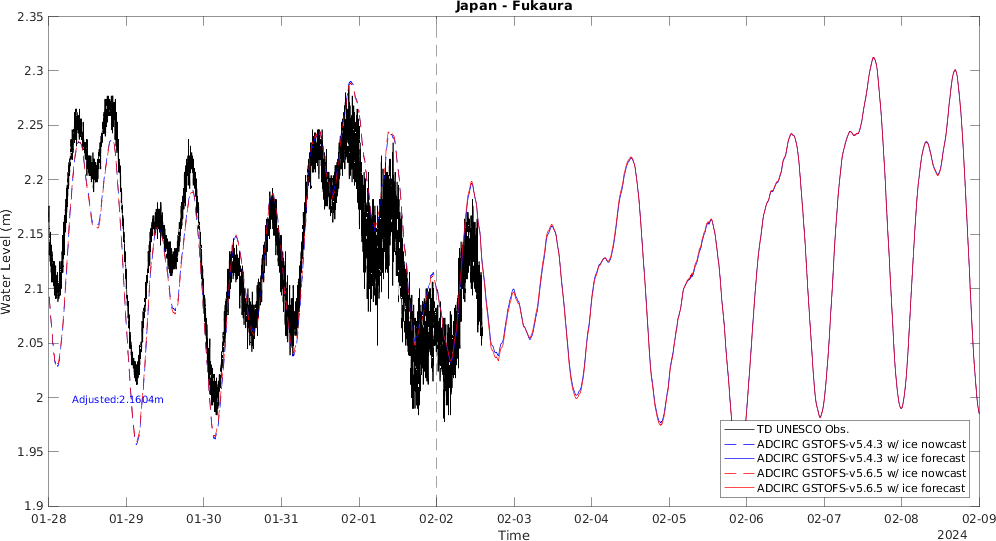 Japan - Fukaura
2.35
2.3
2.25
2.2
2.15
2.1
2.05
2
1.95
1.9
Water Level (m)
Adjusted:2.1604m
TD UNESCO Obs.
ADCIRC GSTOFS-v5.4.3 w/ ice nowcast
ADCIRC GSTOFS-v5.4.3 w/ ice forecast
ADCIRC GSTOFS-v5.6.5 w/ ice nowcast
ADCIRC GSTOFS-v5.6.5 w/ ice forecast
01-28 01-29 01-30 01-31 02-01 02-02 02-03 02-04 02-05 02-06 02-07 02-08 02-09
Time
2024